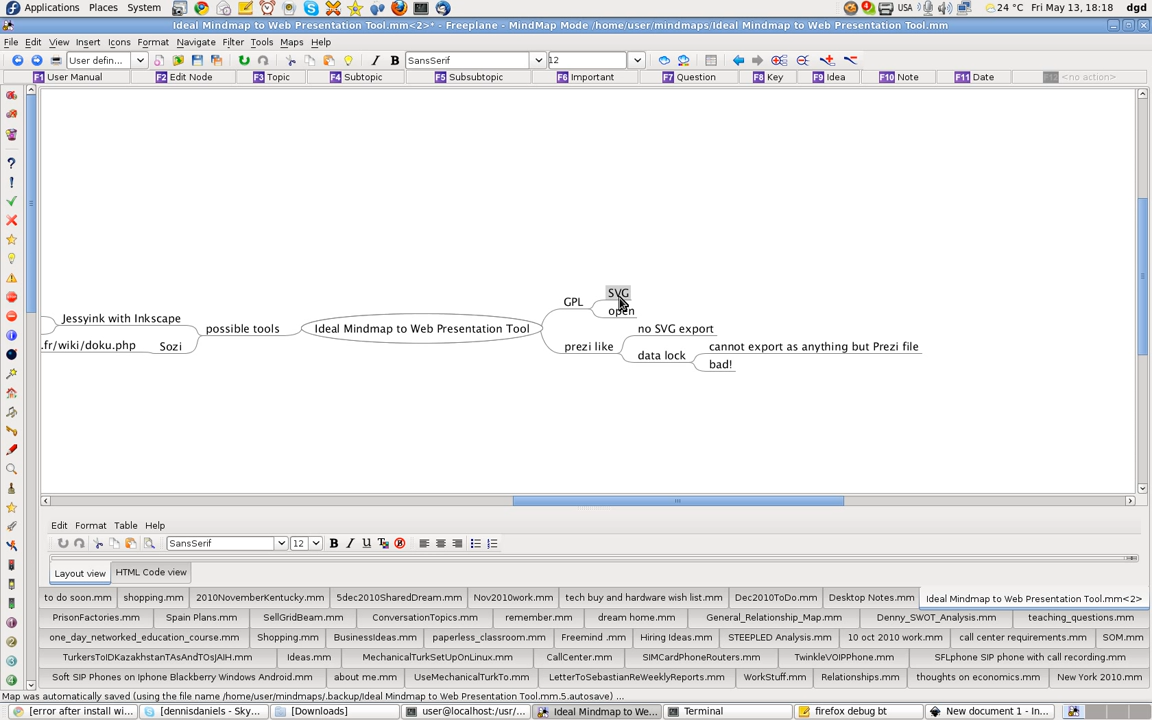 Applications Places System USA 24 °C Fri May 13, 18:18 dgd
Ideal Mindmap to Web Presentation Tool.mm<2>* - Freeplane - MindMap Mode /home/user/mindmaps/Ideal Mindmap to Web Presentation Tool.mm
File Edit View Insert Icons Format Navigate Filter Tools Maps Help
User defin... SansSerif 12
F1 User Manual F2 Edit Node F3 Topic F4 Subtopic F5 Subsubtopic F6 Important F7 Question F8 Key F9 Idea F10 Note F11 Date F12 <no action>
SVG
GPL
open
Jessyink with Inkscape
possible tools
Ideal Mindmap to Web Presentation Tool
no SVG export
.fr/wiki/doku.php Sozi
prezi like
cannot export as anything but Prezi file
data lock
bad!
Edit Format Table Help
SansSerif 12
Layout view HTML Code view
to do soon.mm shopping.mm 2010NovemberKentucky.mm 5dec2010SharedDream.mm Nov2010work.mm tech buy and hardware wish list.mm Dec2010ToDo.mm Desktop Notes.mm Ideal Mindmap to Web Presentation Tool.mm<2>
PrisonFactories.mm Spain Plans.mm SellGridBeam.mm ConversationTopics.mm remember.mm dream home.mm General_Relationship_Map.mm Denny_SWOT_Analysis.mm teaching_questions.mm
one_day_networked_education_course.mm Shopping.mm BusinessIdeas.mm paperless_classroom.mm Freemind .mm Hiring Ideas.mm STEEPLED Analysis.mm 10 oct 2010 work.mm call center requirements.mm SOM.mm
TurkersToIDKazakhstanTAsAndTOsJAIH.mm Ideas.mm MechanicalTurkSetUpOnLinux.mm CallCenter.mm SIMCardPhoneRouters.mm TwinkleVOIPPhone.mm SFLphone SIP phone with call recording.mm
Soft SIP Phones on Iphone Blackberry Windows Android.mm about me.mm UseMechanicalTurkTo.mm LetterToSebastianReWeeklyReports.mm WorkStuff.mm Relationships.mm thoughts on economics.mm New York 2010.mm
Map was automatically saved (using the file name /home/user/mindmaps/.backup/Ideal Mindmap to Web Presentation Tool.mm.5.autosave) ...
[error after install wi... [dennisdaniels - Sky... [Downloads] user@localhost:/usr/... Ideal Mindmap to We... Terminal firefox debug bt New document 1 - In...